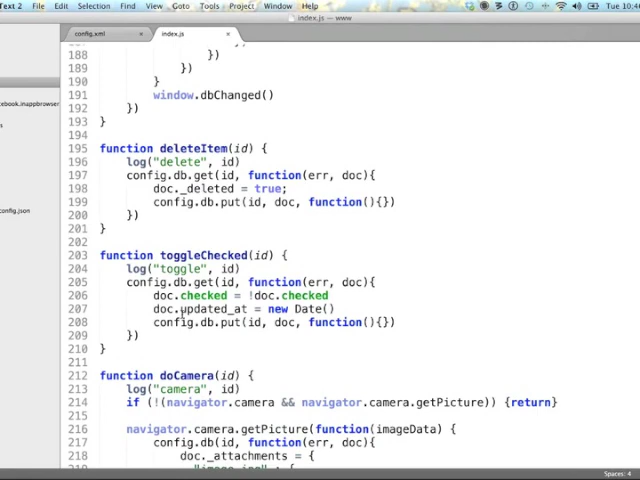 Text 2 File Edit Selection Find View Goto Tools Project Window Help Tue 10:4
index.js — www
config.xml × index.js ×
188 })
189 })
190 }
191 window.dbChanged()
192 })
193 }
194
195 function deleteItem(id) {
196 log("delete", id)
197 config.db.get(id, function(err, doc){
198 doc._deleted = true;
199 config.db.put(id, doc, function(){})
200 })
201 }
202
203 function toggleChecked(id) {
204 log("toggle", id)
205 config.db.get(id, function(err, doc){
206 doc.checked = !doc.checked
207 doc.updated_at = new Date()
208 config.db.put(id, doc, function(){})
209 })
210 }
211
212 function doCamera(id) {
213 log("camera", id)
214 if (!(navigator.camera && navigator.camera.getPicture)) {return}
215
216 navigator.camera.getPicture(function(imageData) {
217 config.db(id, function(err, doc){
218 doc._attachments = {
cebook.inappbrowser
s
config.json
Spaces: 4